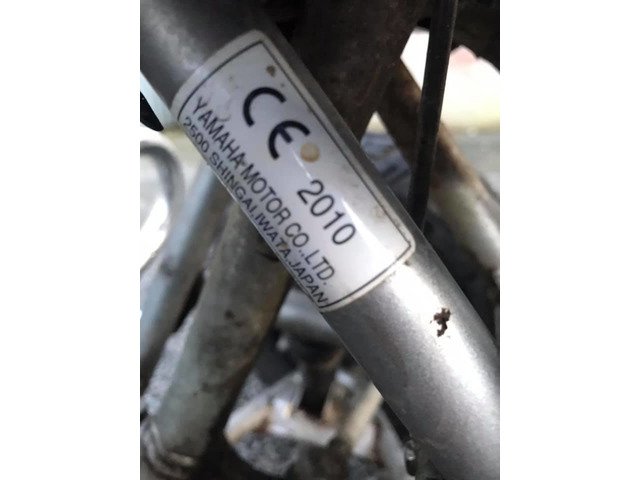 CE 2010
YAMAHA MOTOR CO.,LTD.
2500,SHINGAI,IWATA,JAPAN